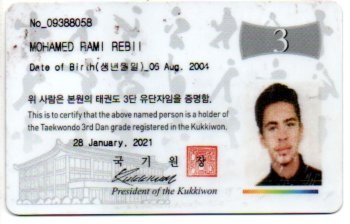 No_09388058
MOHAMED RAMI REBII
3
Date of Birth(생년월일)_05 Aug. 2004
위 사람은 본원의 태권도 3단 유단자임을 증명함.
This is certify that the above named person is a holder of
the Taekwondo 3rd Dan grade registered in the Kukkiwon.
28 January, 2021
국 기 원 장
President of the Kukkiwon